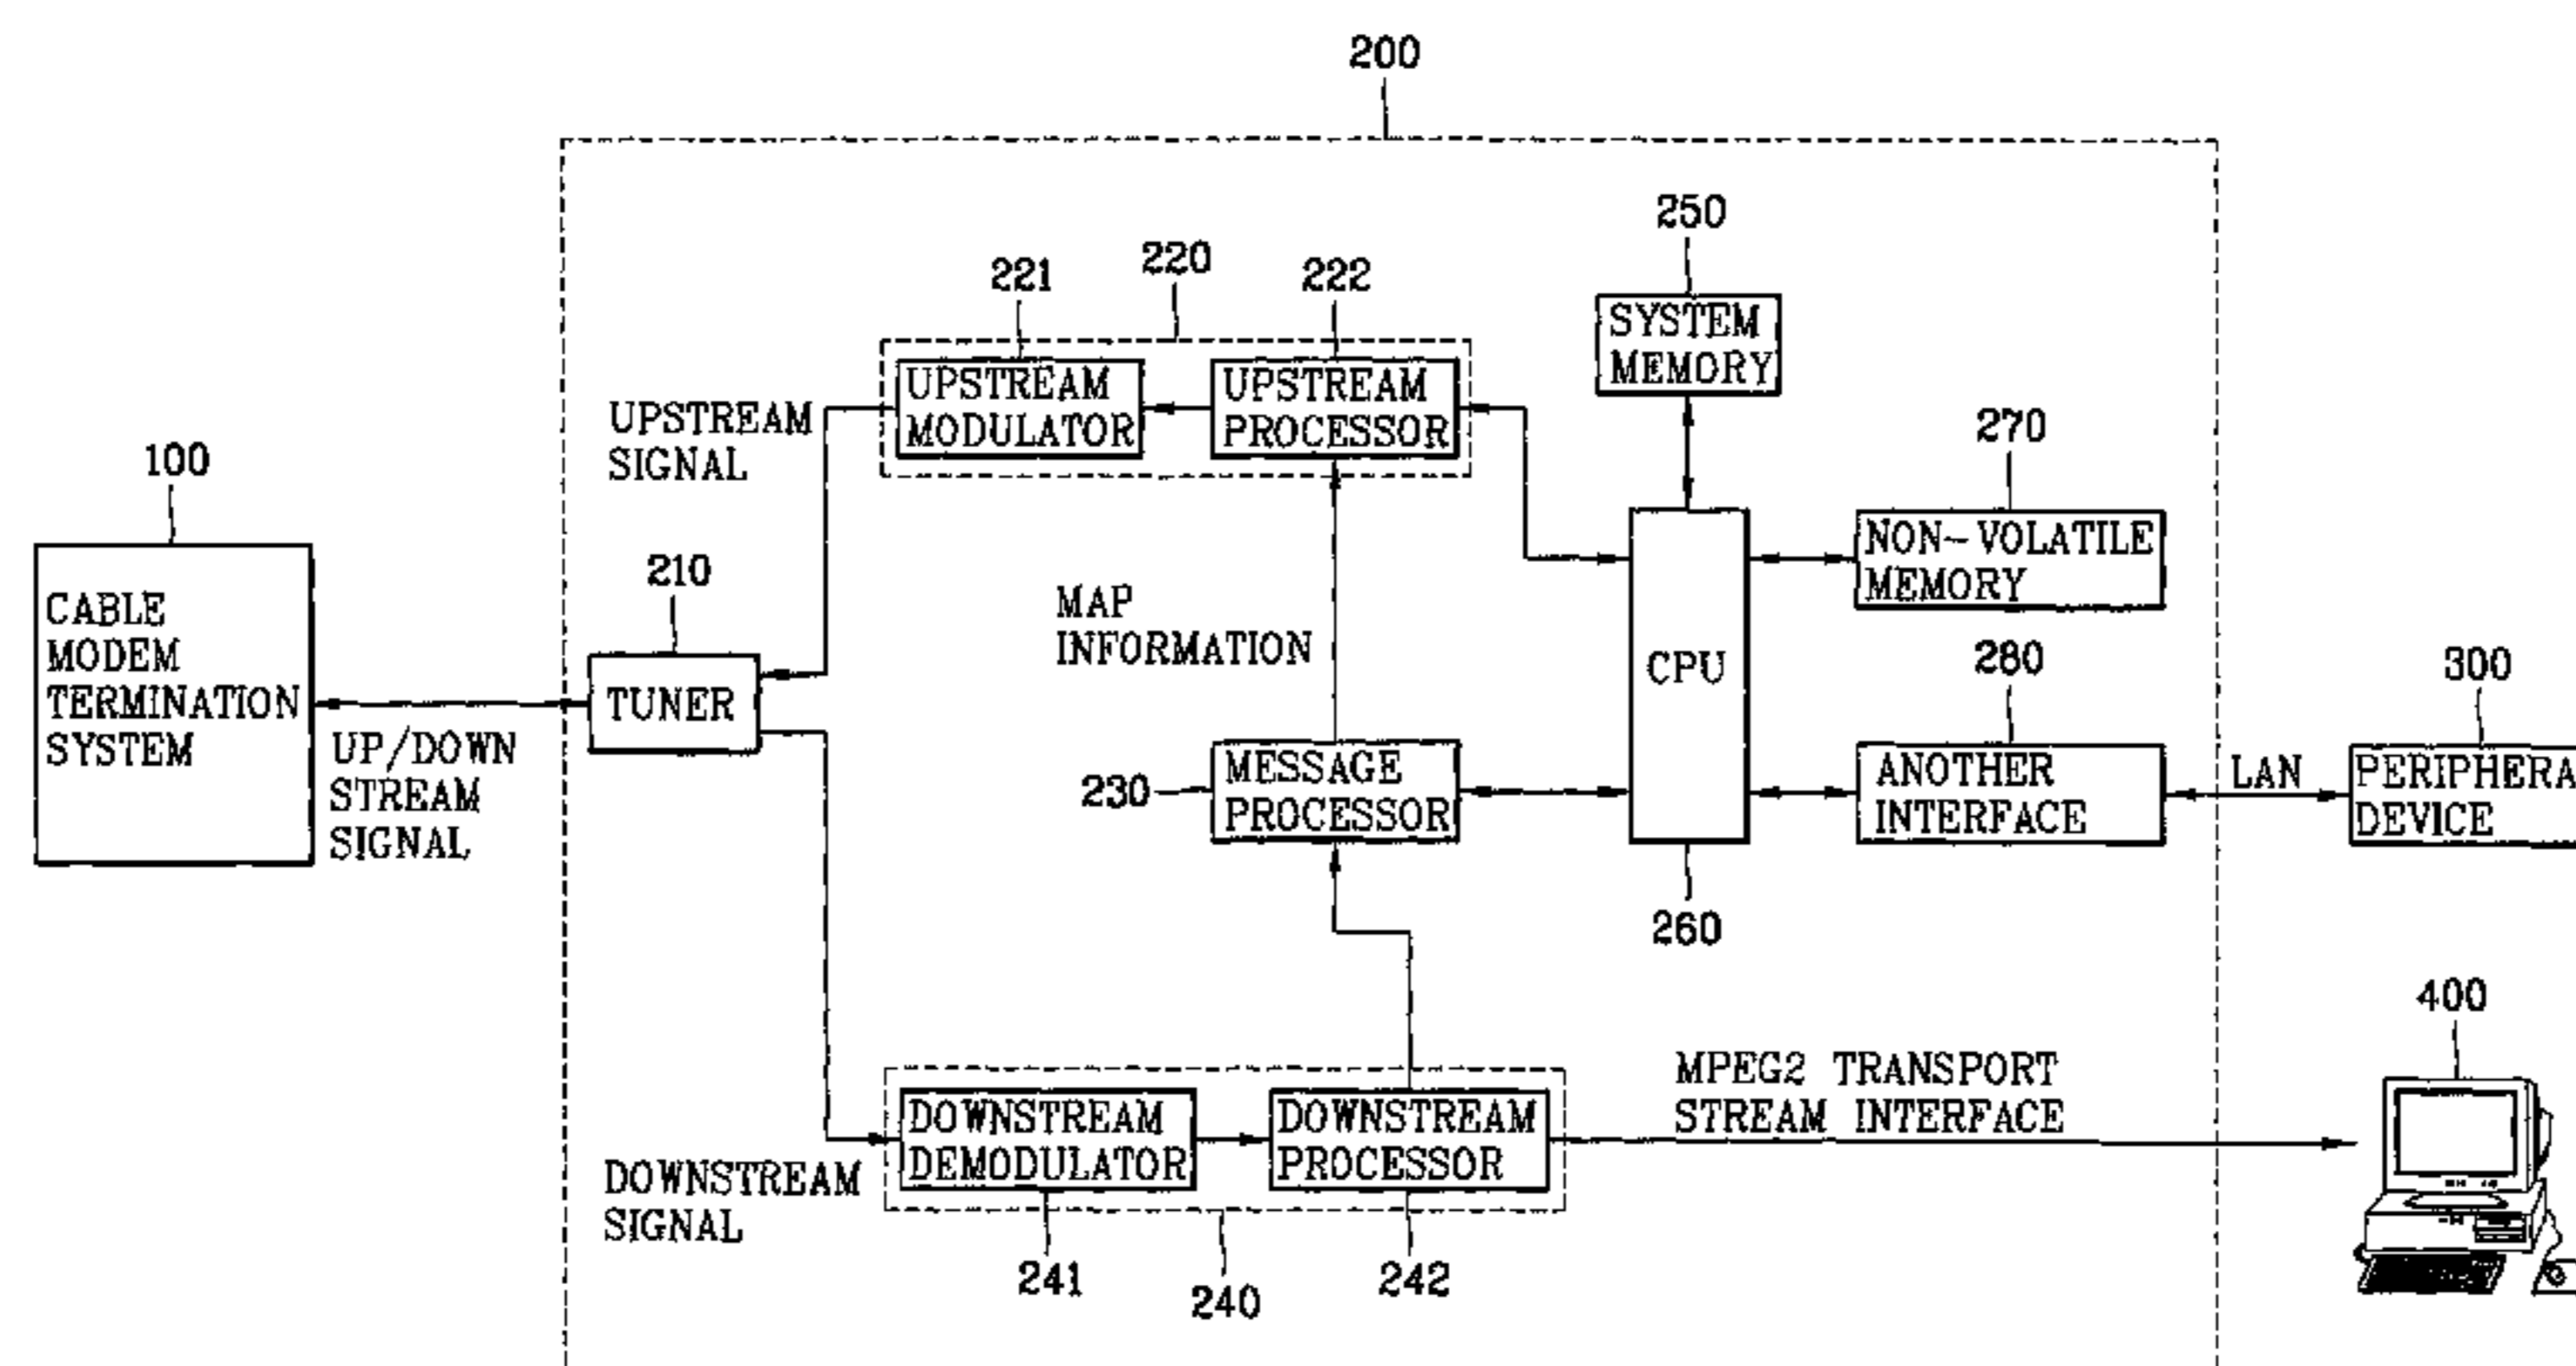 200
250
220
221
222
SYSTEM
MEMORY
UPSTREAM
MODULATOR
UPSTREAM
PROCESSOR
UPSTREAM
SIGNAL
270
100
NON-VOLATILE
MEMORY
210
CABLE
MODEM
TERMINATION
SYSTEM
MAP
INFORMATION
CPU
280
300
TUNER
UP/DOWN
STREAM
SIGNAL
230
MESSAGE
PROCESSOR
ANOTHER
INTERFACE
LAN
PERIPHERA
DEVICE
260
400
MPEG2 TRANSPORT
STREAM INTERFACE
DOWNSTREAM
DEMODULATOR
DOWNSTREAM
PROCESSOR
DOWNSTREAM
SIGNAL
241
240
242